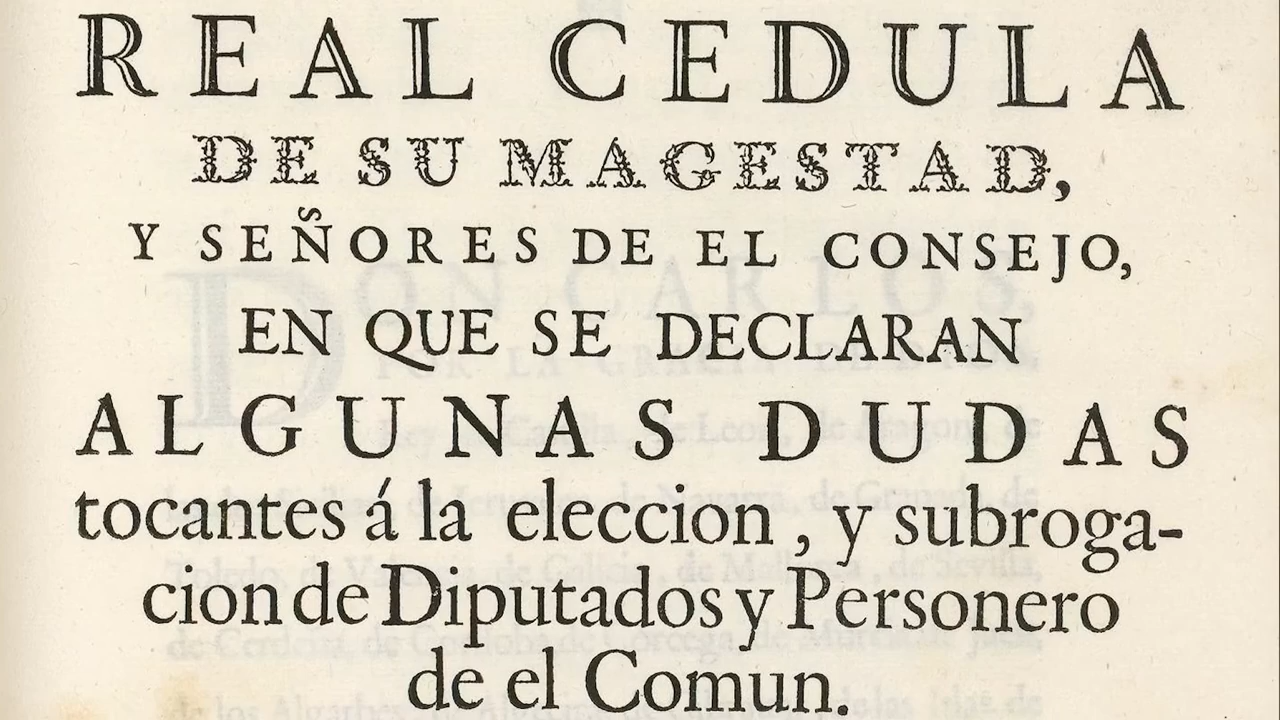 REAL CEDULA
DE SU MAGESTAD,
Y SEÑORES DE EL CONSEJO,
EN QUE SE DECLARAN
ALGUNAS DUDAS
tocantes á la eleccion, y subroga-
cion de Diputados y Personero
de el Comun.